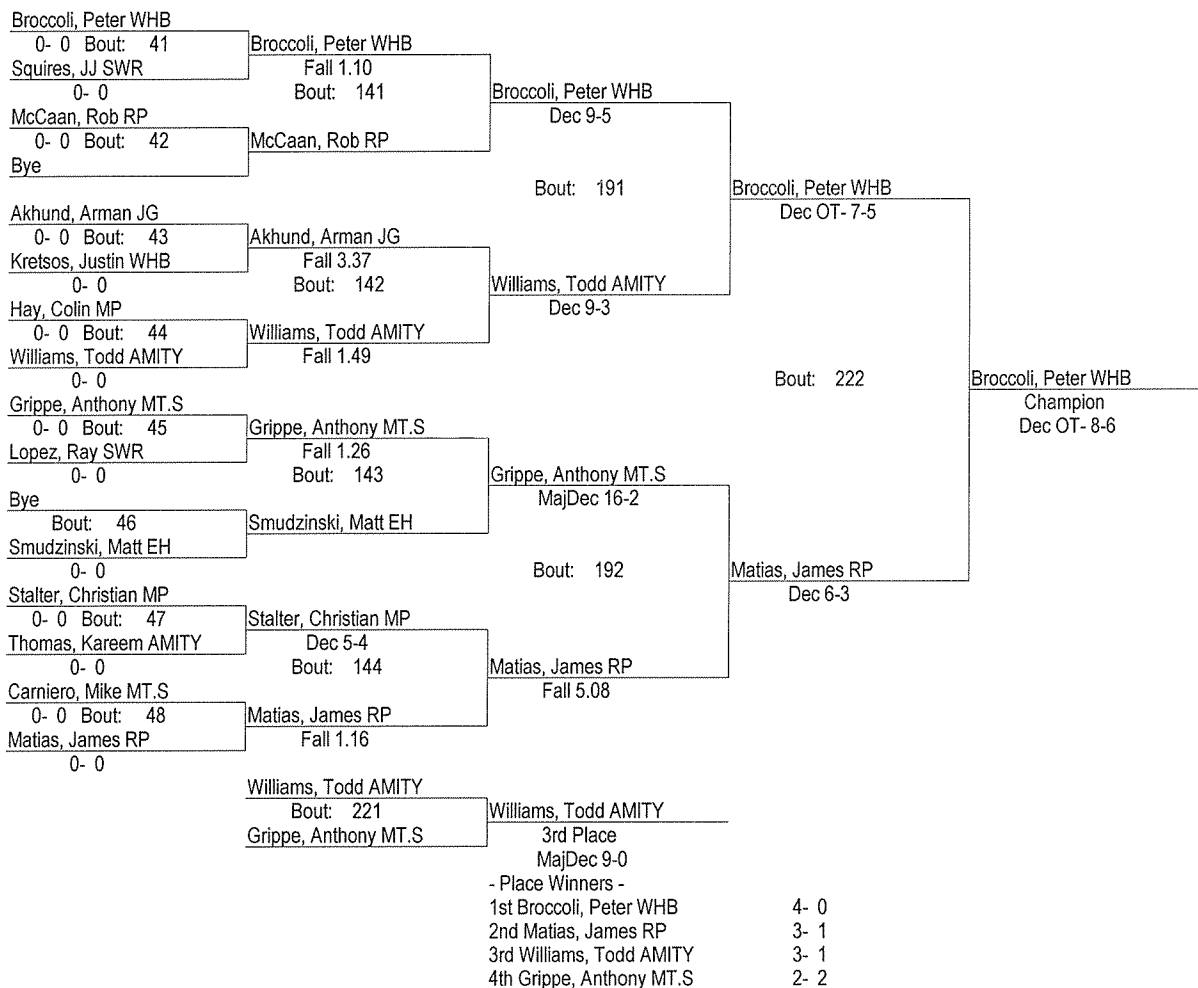 Broccoli, Peter WHB
0- 0 Bout: 41
Squires, JJ SWR
0- 0
McCaan, Rob RP
0- 0 Bout: 42
Bye
Akhund, Arman JG
0- 0 Bout: 43
Kretsos, Justin WHB
0- 0
Hay, Colin MP
0- 0 Bout: 44
Williams, Todd AMITY
0- 0
Grippe, Anthony MT.S
0- 0 Bout: 45
Lopez, Ray SWR
0- 0
Bye
Bout: 46
Smudzinski, Matt EH
0- 0
Stalter, Christian MP
0- 0 Bout: 47
Thomas, Kareem AMITY
0- 0
Carniero, Mike MT.S
0- 0 Bout: 48
Matias, James RP
0- 0
Broccoli, Peter WHB
Fall 1.10
Bout: 141
McCaan, Rob RP
Akhund, Arman JG
Fall 3.37
Bout: 142
Williams, Todd AMITY
Fall 1.49
Grippe, Anthony MT.S
Fall 1.26
Bout: 143
Smudzinski, Matt EH
Stalter, Christian MP
Dec 5-4
Bout: 144
Matias, James RP
Fall 1.16
Broccoli, Peter WHB
Dec 9-5
Bout: 191
Williams, Todd AMITY
Dec 9-3
Grippe, Anthony MT.S
MajDec 16-2
Bout: 192
Matias, James RP
Fall 5.08
Broccoli, Peter WHB
Dec OT- 7-5
Bout: 222
Matias, James RP
Dec 6-3
Broccoli, Peter WHB
Champion
Dec OT- 8-6
Williams, Todd AMITY
Bout: 221
Grippe, Anthony MT.S
Williams, Todd AMITY
3rd Place
MajDec 9-0
- Place Winners -
1st Broccoli, Peter WHB 4- 0
2nd Matias, James RP 3- 1
3rd Williams, Todd AMITY 3- 1
4th Grippe, Anthony MT.S 2- 2